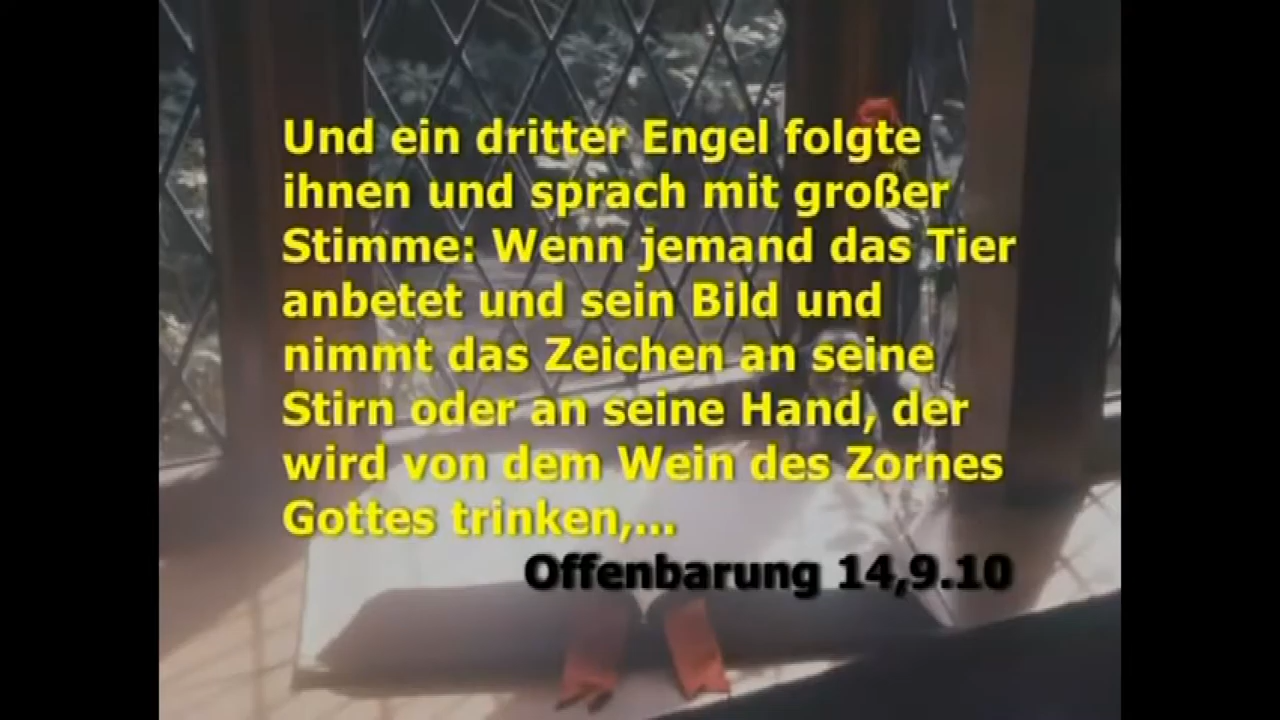 Und ein dritter Engel folgte
ihnen und sprach mit großer
Stimme: Wenn jemand das Tier
anbetet und sein Bild und
nimmt das Zeichen an seine
Stirn oder an seine Hand, der
wird von dem Wein des Zornes
Gottes trinken,...
Offenbarung 14,9.10